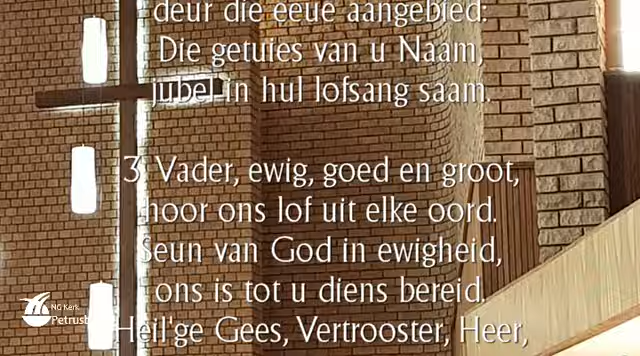 deur die eeue aangebied.
Die getuies van u Naam,
jubel in hul lofsang saam.
3. Vader, ewig, goed en groot,
hoor ons lof uit elke oord.
Seun van God in ewigheid,
ons is tot u diens bereid.
Heil'ge Gees, Vertrooster, Heer,
NG Kerk